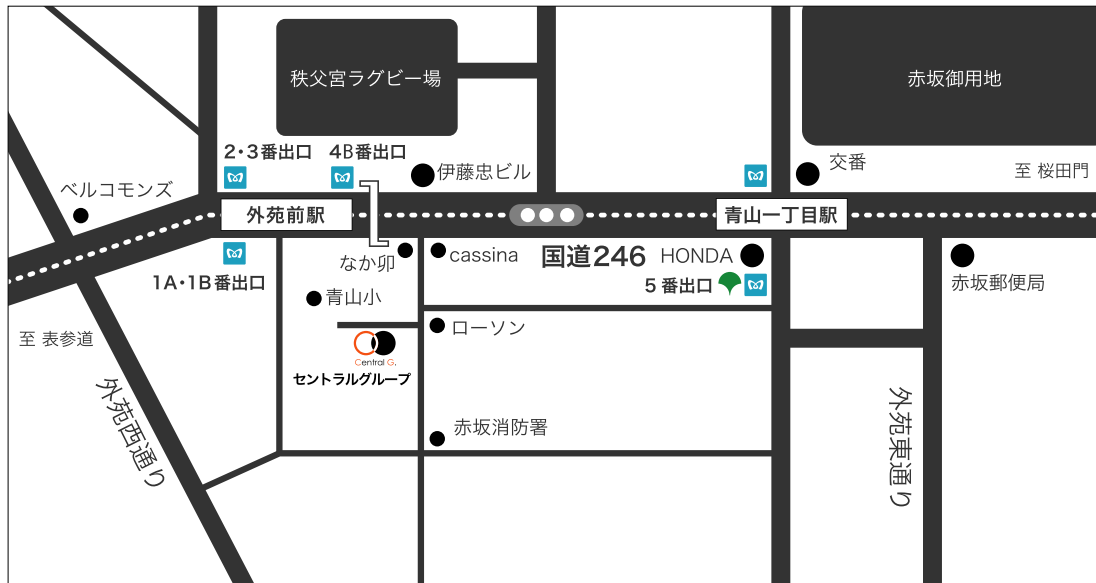 秩父宮ラグビー場
赤坂御用地
2・3番出口
4B番出口
伊藤忠ビル
交番
至 桜田門
ベルコモンズ
外苑前駅
青山一丁目駅
1A・1B番出口
なか卯
cassina
国道246
HONDA
5番出口
赤坂郵便局
青山小
至 表参道
ローソン
Central G.
セントラルグループ
外苑西通り
赤坂消防署
外苑東通り